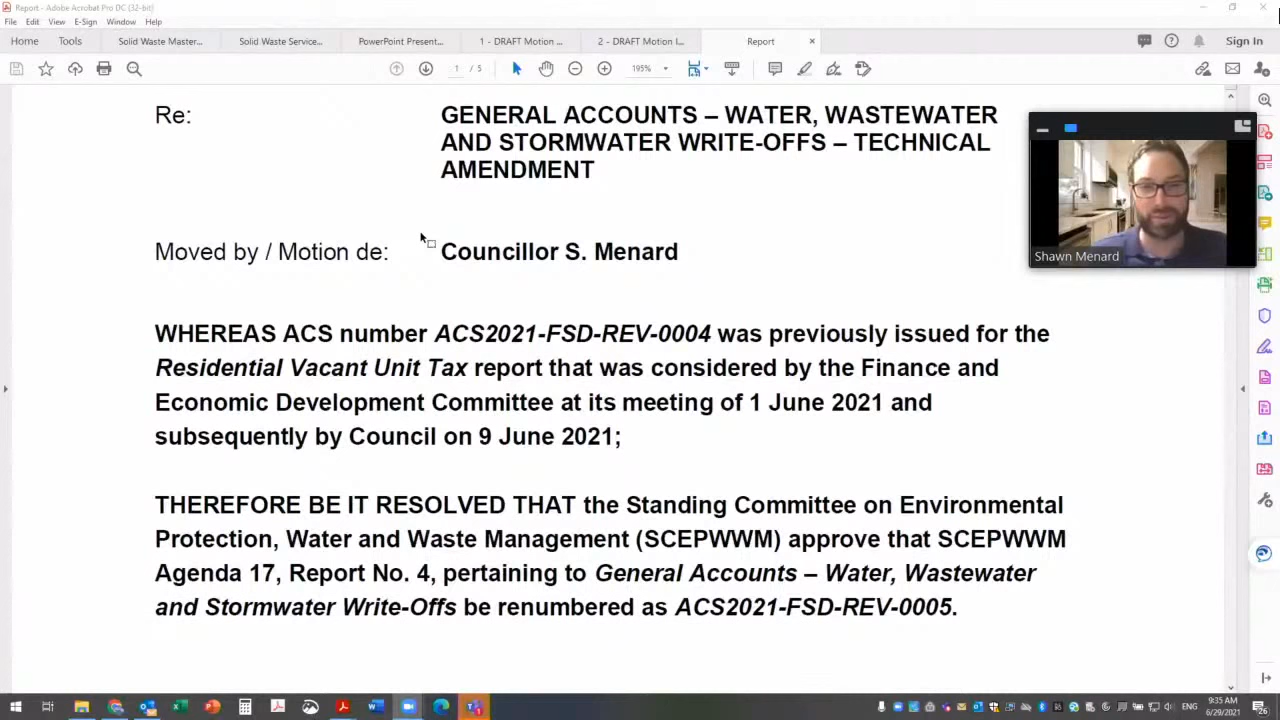 Report - Adobe Acrobat Pro DC (32-bit)
File Edit View E-Sign Window Help
Home Tools Solid Waste Master... Solid Waste Service... PowerPoint Present... 1 - DRAFT Motion ... 2 - DRAFT Motion I... Report × Sign In
1 / 5 195%
Re: GENERAL ACCOUNTS – WATER, WASTEWATER
AND STORMWATER WRITE-OFFS – TECHNICAL
AMENDMENT
Moved by / Motion de: Councillor S. Menard
Shawn Menard
WHEREAS ACS number ACS2021-FSD-REV-0004 was previously issued for the
Residential Vacant Unit Tax report that was considered by the Finance and
Economic Development Committee at its meeting of 1 June 2021 and
subsequently by Council on 9 June 2021;
THEREFORE BE IT RESOLVED THAT the Standing Committee on Environmental
Protection, Water and Waste Management (SCEPWWM) approve that SCEPWWM
Agenda 17, Report No. 4, pertaining to General Accounts – Water, Wastewater
and Stormwater Write-Offs be renumbered as ACS2021-FSD-REV-0005.
ENG
9:35 AM
6/29/2021
26